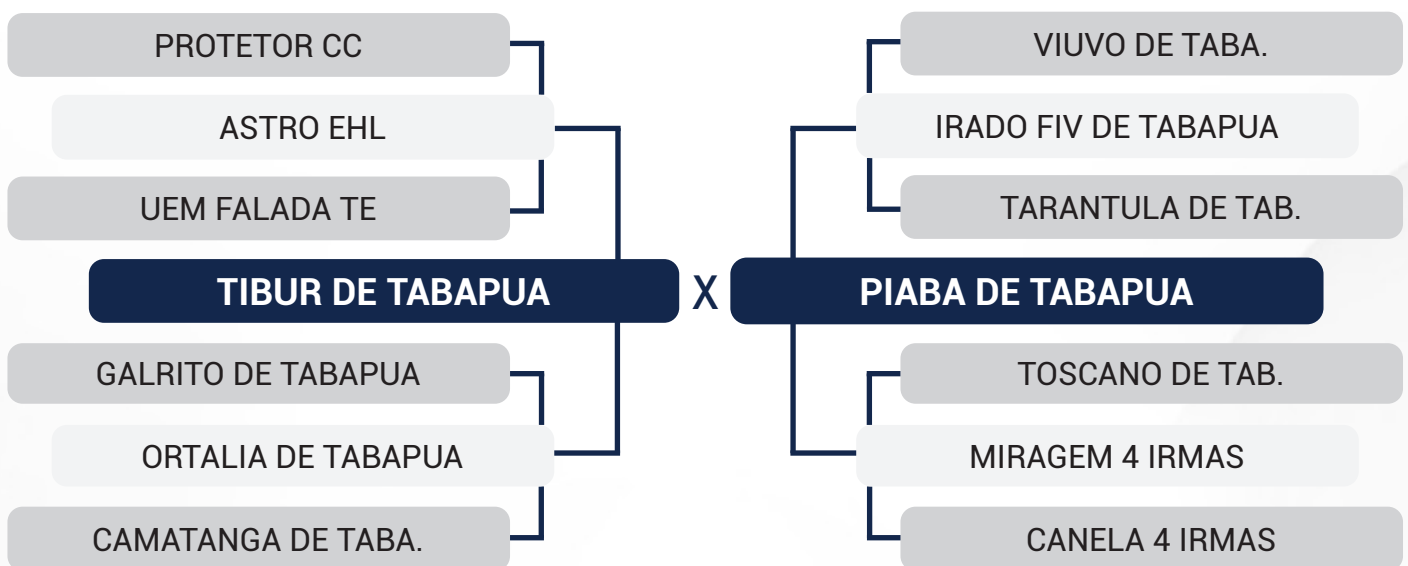 PROTETOR CC
ASTRO EHL
UEM FALADA TE
TIBUR DE TABAPUA
GALRITO DE TABAPUA
ORTALIA DE TABAPUA
CAMATANGA DE TABA.
X
VIUVO DE TABA.
IRADO FIV DE TABAPUA
TARANTULA DE TAB.
PIABA DE TABAPUA
TOSCANO DE TAB.
MIRAGEM 4 IRMAS
CANELA 4 IRMAS